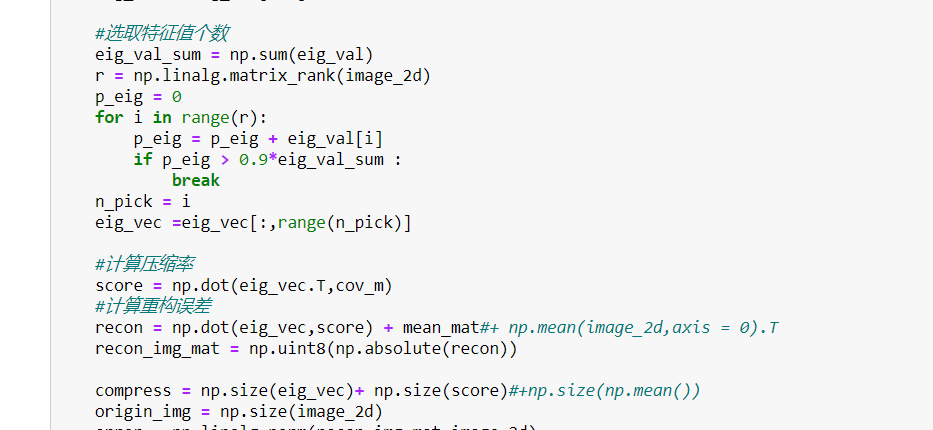 #选取特征值个数
eig_val_sum = np.sum(eig_val)
r = np.linalg.matrix_rank(image_2d)
p_eig = 0
for i in range(r):
    p_eig = p_eig + eig_val[i]
    if p_eig > 0.9*eig_val_sum :
        break
n_pick = i
eig_vec =eig_vec[:,range(n_pick)]
#计算压缩率
score = np.dot(eig_vec.T,cov_m)
#计算重构误差
recon = np.dot(eig_vec,score) + mean_mat#+ np.mean(image_2d,axis = 0).T
recon_img_mat = np.uint8(np.absolute(recon))
compress = np.size(eig_vec)+ np.size(score)#+np.size(np.mean())
origin_img = np.size(image_2d)